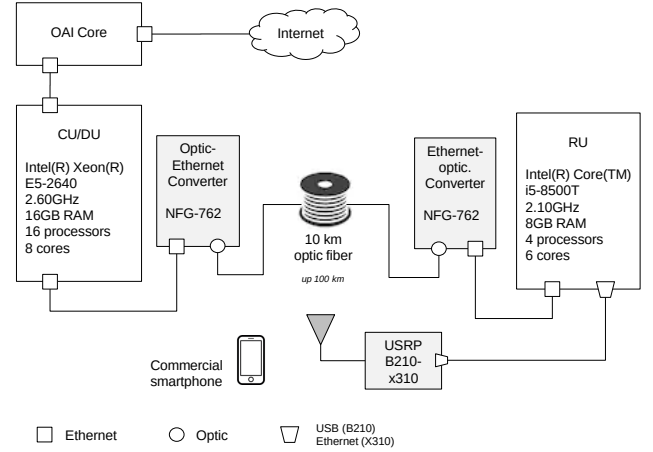 OAI Core
Internet
CU/DU
Intel(R) Xeon(R)
E5-2640
2.60GHz
16GB RAM
16 processors
8 cores
Optic-
Ethernet
Converter
NFG-762
10 km
optic fiber
up 100 km
Ethernet-
optic.
Converter
NFG-762
RU
Intel(R) Core(TM)
i5-8500T
2.10GHz
8GB RAM
4 processors
6 cores
Commercial
smartphone
USRP
B210-
x310
Ethernet
Optic
USB (B210)
Ethernet (X310)